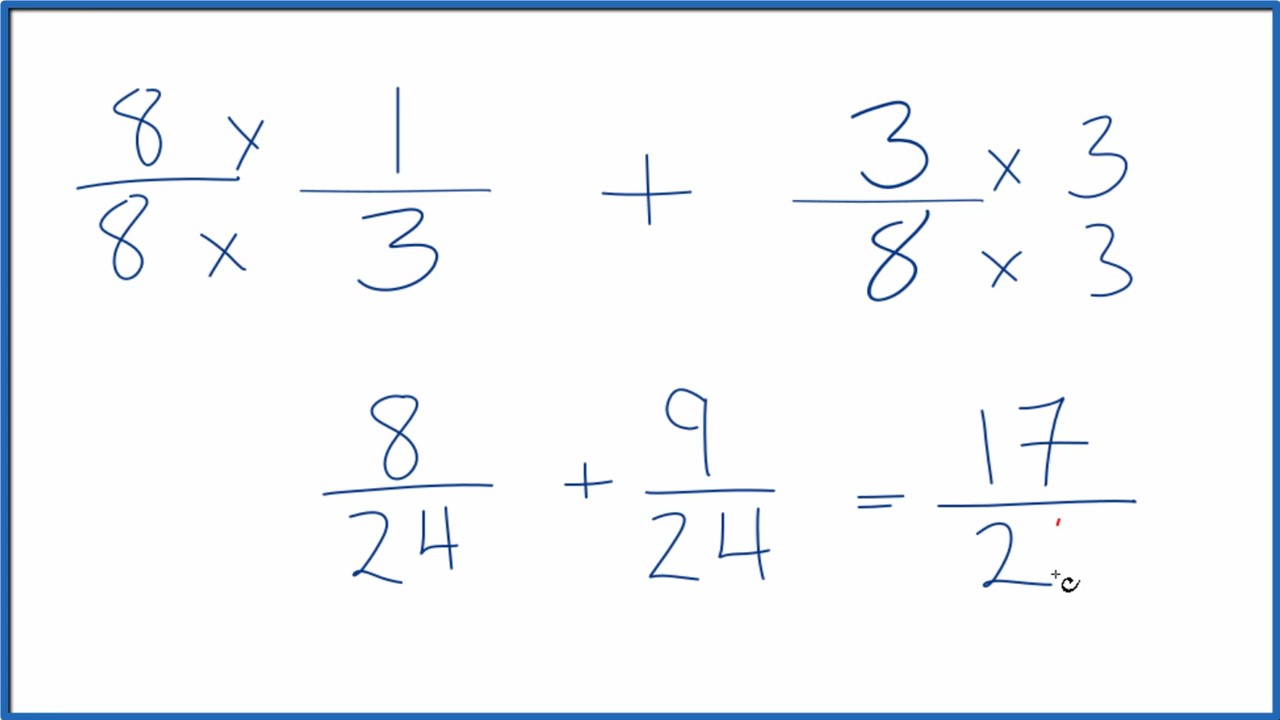 8 x 1 + 3 x 3
8 x 3 8 x 3
8 + 9 = 17
24 24 2